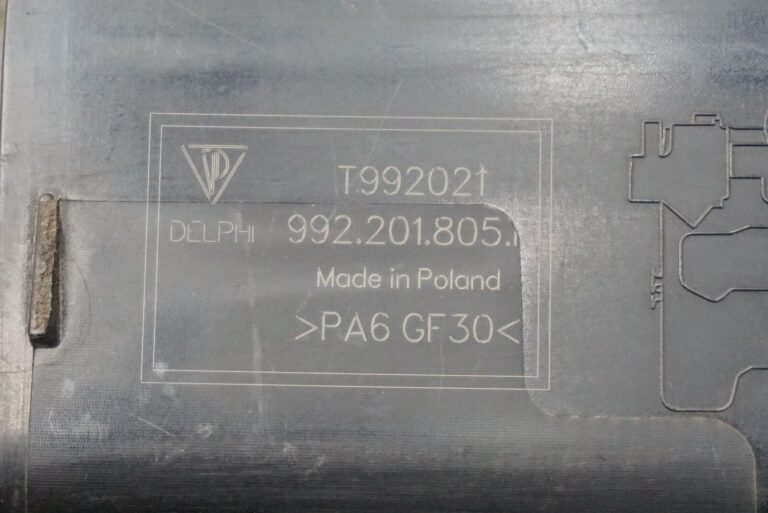 T992021
DELPHI 992.201.805.
Made in Poland
>PA6 GF30<